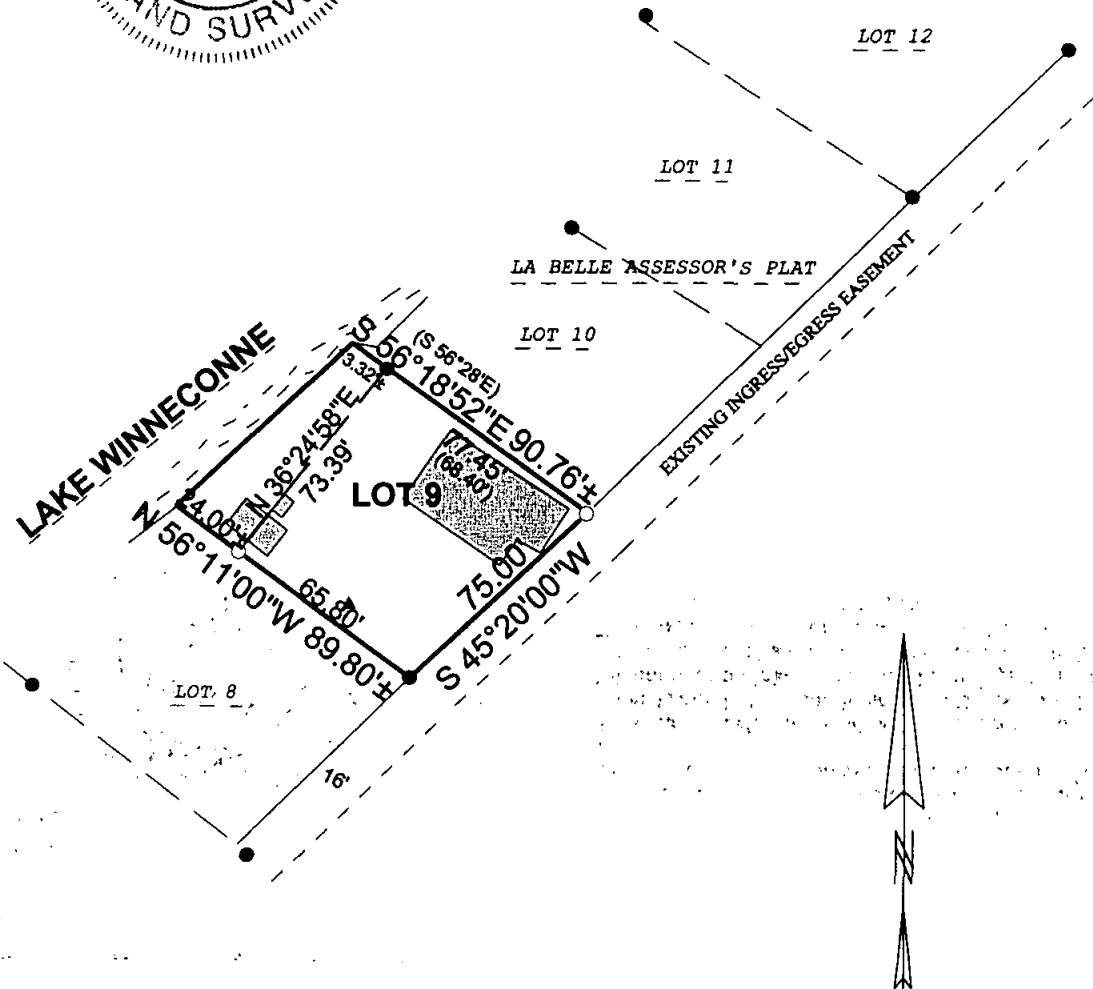 AND SURV
LOT 12
LOT 11
LA BELLE ASSESSOR'S PLAT
LOT 10
EXISTING INGRESS/EGRESS EASEMENT
LAKE WINNECONNE
(S 56°28'E)
S 56°18'52"E 90.76'±
3.32'±
77.45'
(68.40')
N 36°24'58"E
73.39'
LOT 9
24.00'±
N 56°11'00"W 89.80'±
65.80'
75.00'
S 45°20'00"W
LOT 8
16'
N